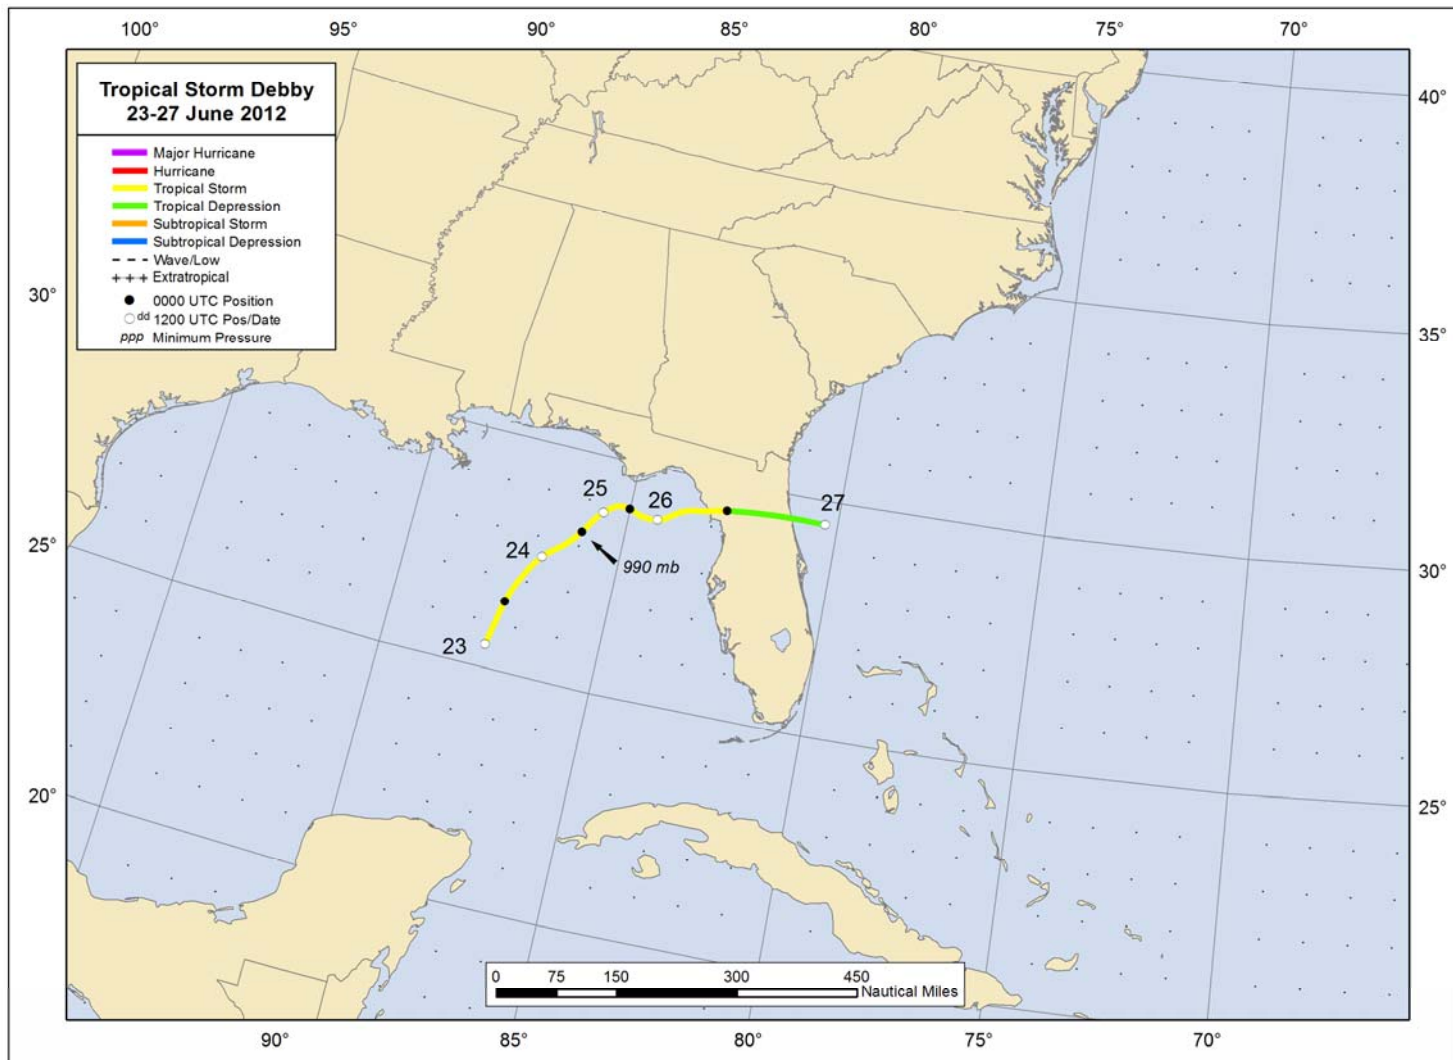 100° 95° 90° 85° 80° 75° 70°
Tropical Storm Debby
23-27 June 2012
Major Hurricane
Hurricane
Tropical Storm
Tropical Depression
Subtropical Storm
Subtropical Depression
Wave/Low
Extratropical
0000 UTC Position
dd 1200 UTC Pos/Date
ppp Minimum Pressure
40°
30°
35°
25
26
27
25°
24
990 mb
30°
23
20°
25°
0 75 150 300 450
Nautical Miles
90° 85° 80° 75° 70°